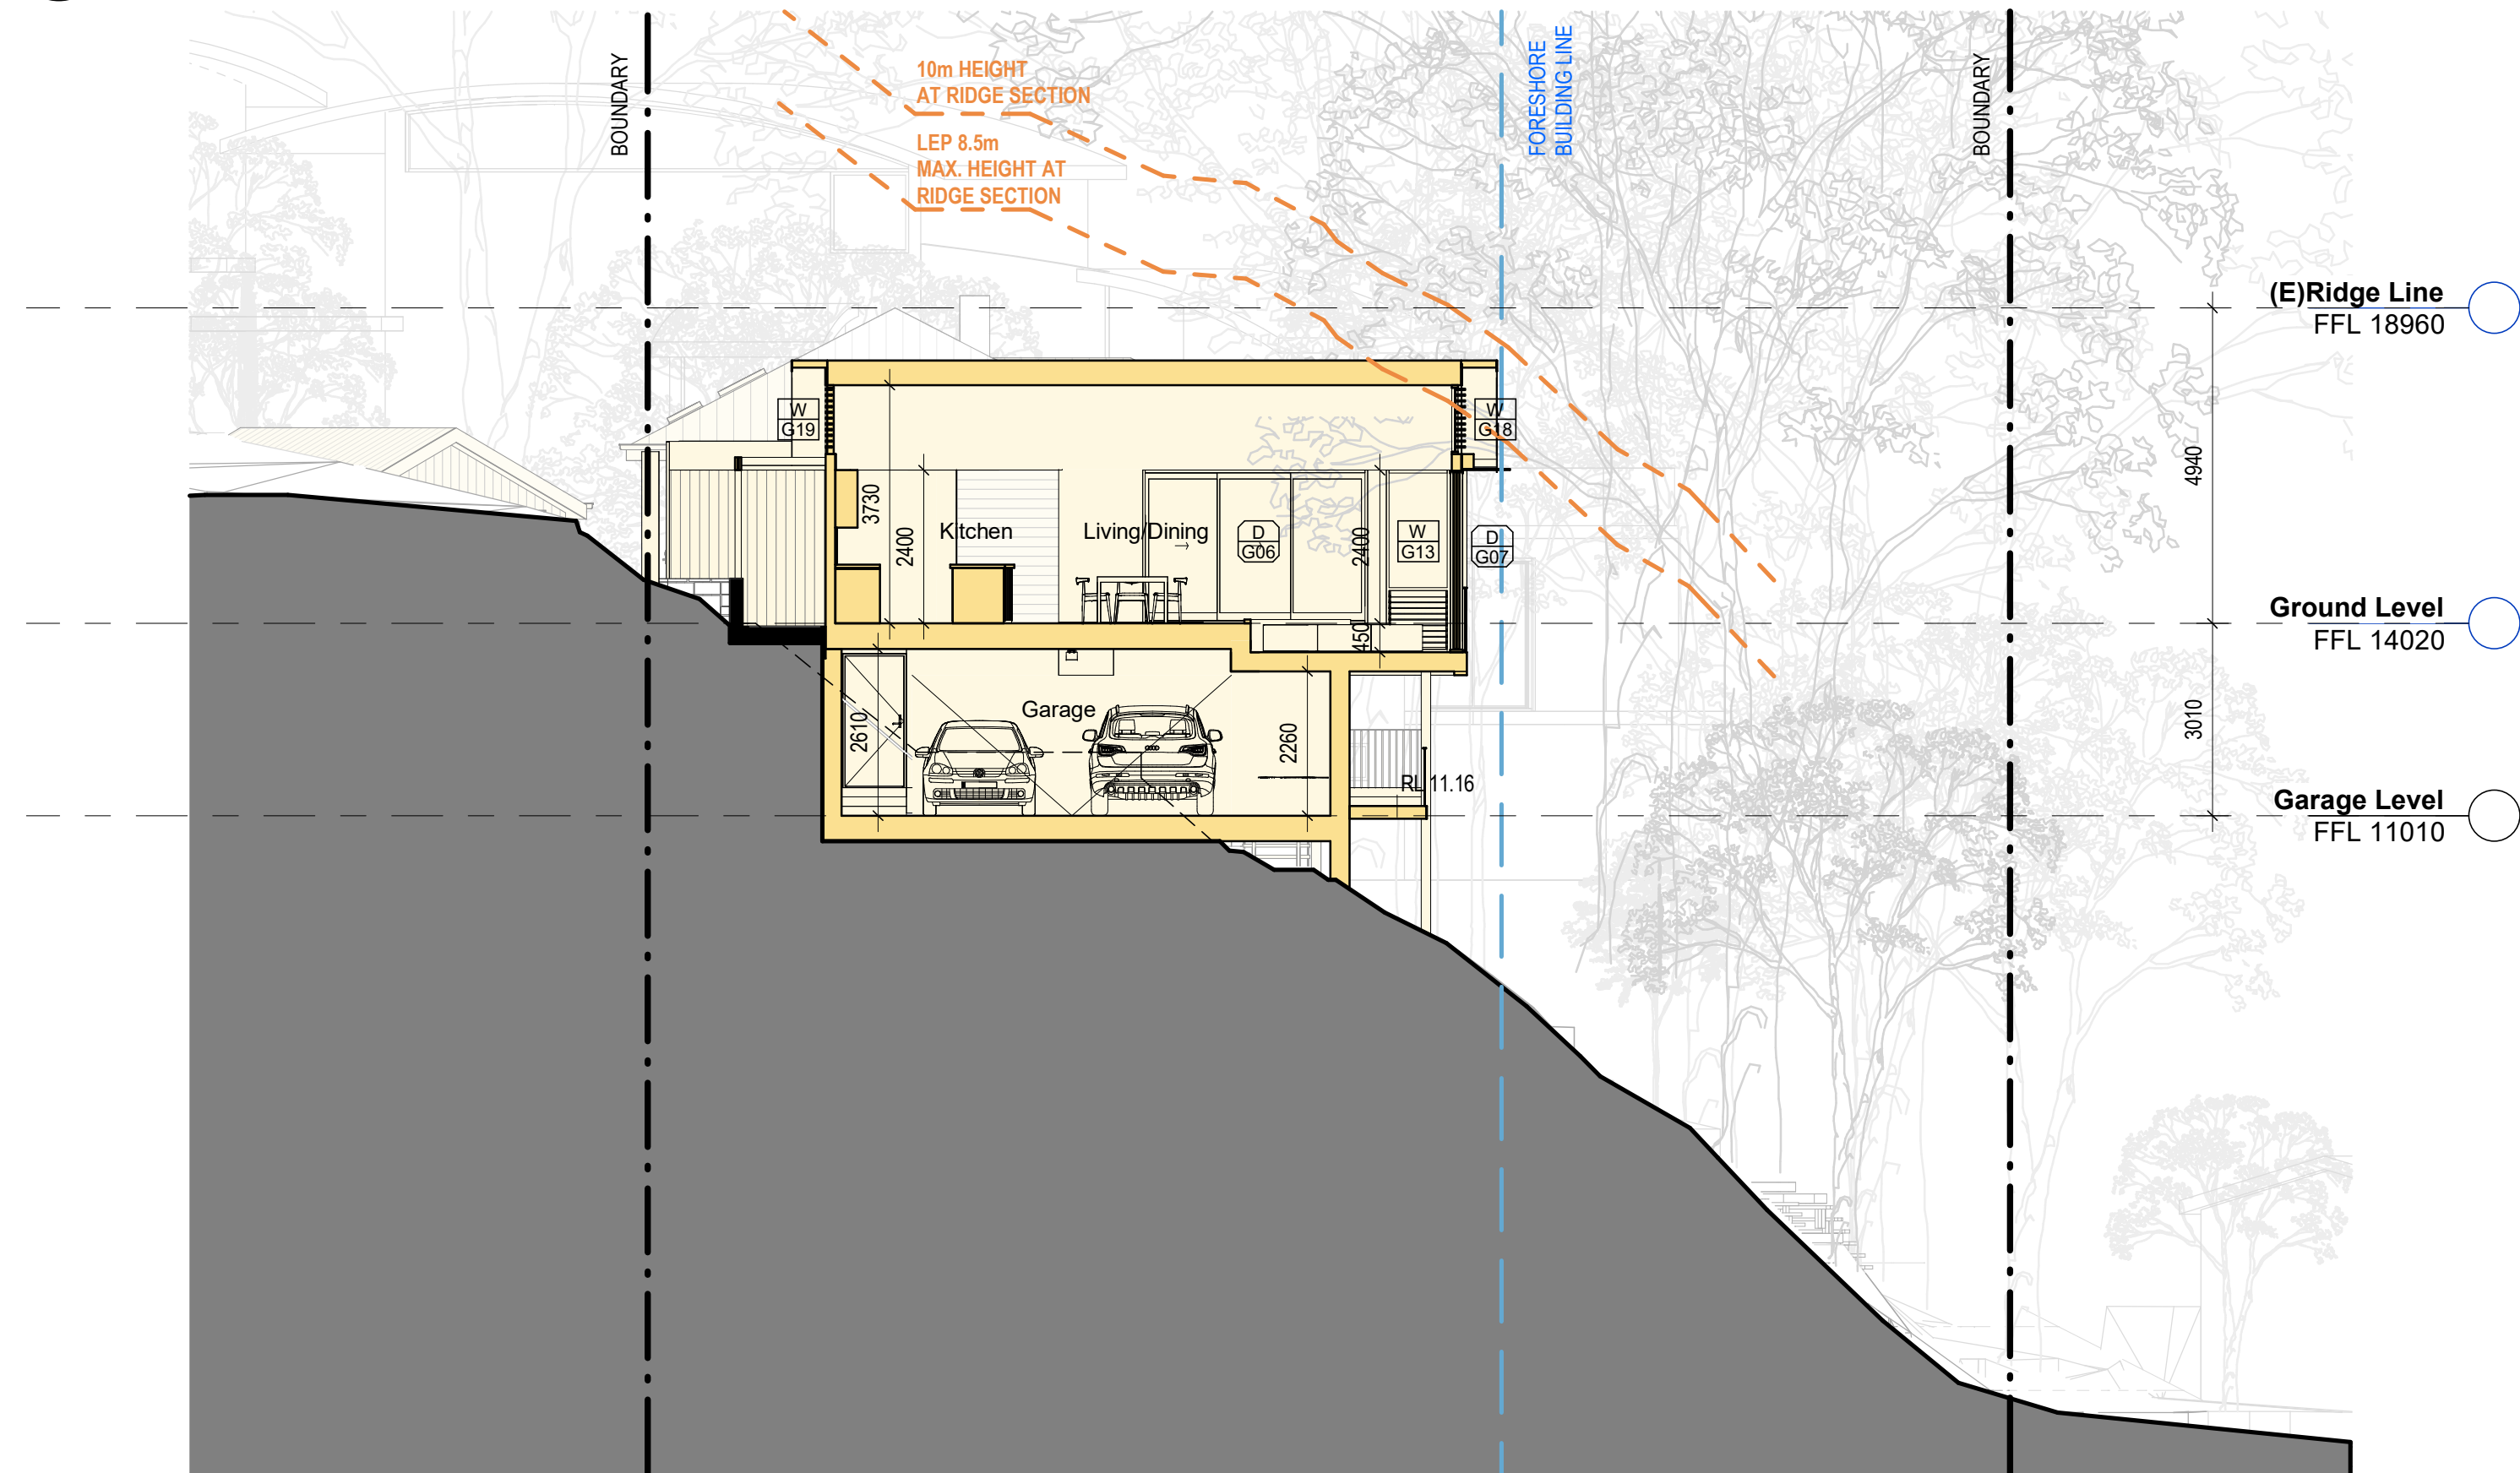 BOUNDARY
10m HEIGHT
AT RIDGE SECTION
LEP 8.5m
MAX. HEIGHT AT
RIDGE SECTION
FORESHORE
BUILDING LINE
BOUNDARY
(E)Ridge Line
FFL 18960
W
G19
W
G18
4940
3730
2400
Kitchen
Living/Dining
D
G06
2400
W
G13
D
G07
Ground Level
FFL 14020
450
2610
Garage
2260
RL 11.16
3010
Garage Level
FFL 11010